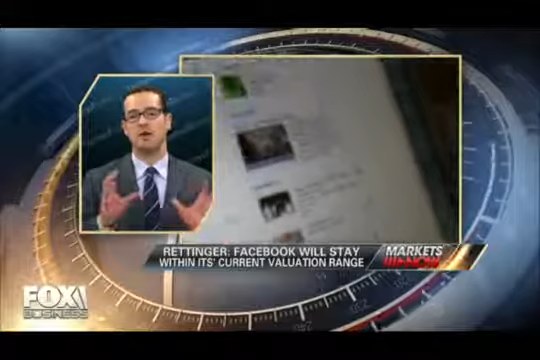 RETTINGER: FACEBOOK WILL STAY
WITHIN ITS' CURRENT VALUATION RANGE
MARKETS
NOW
FOX
BUSINESS